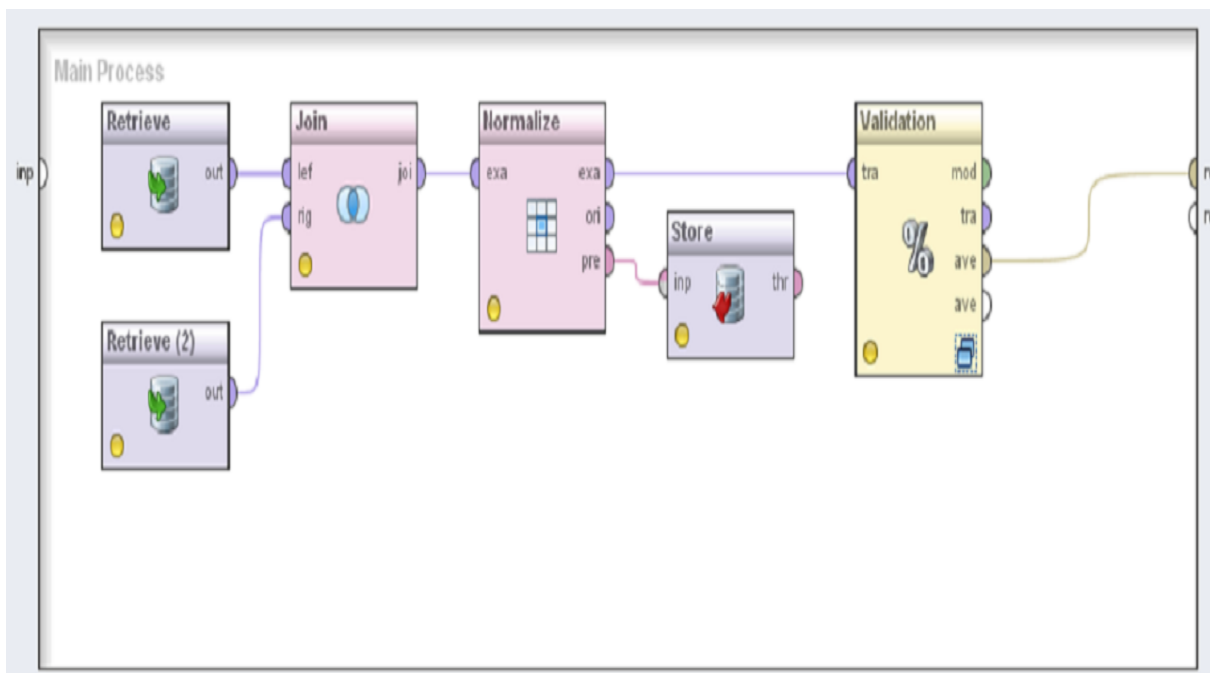 Main Process
inp
Retrieve
out
Join
lef
joi
rig
Normalize
exa
exa
ori
pre
Store
inp
thr
Validation
tra
mod
tra
ave
ave
Retrieve (2)
out